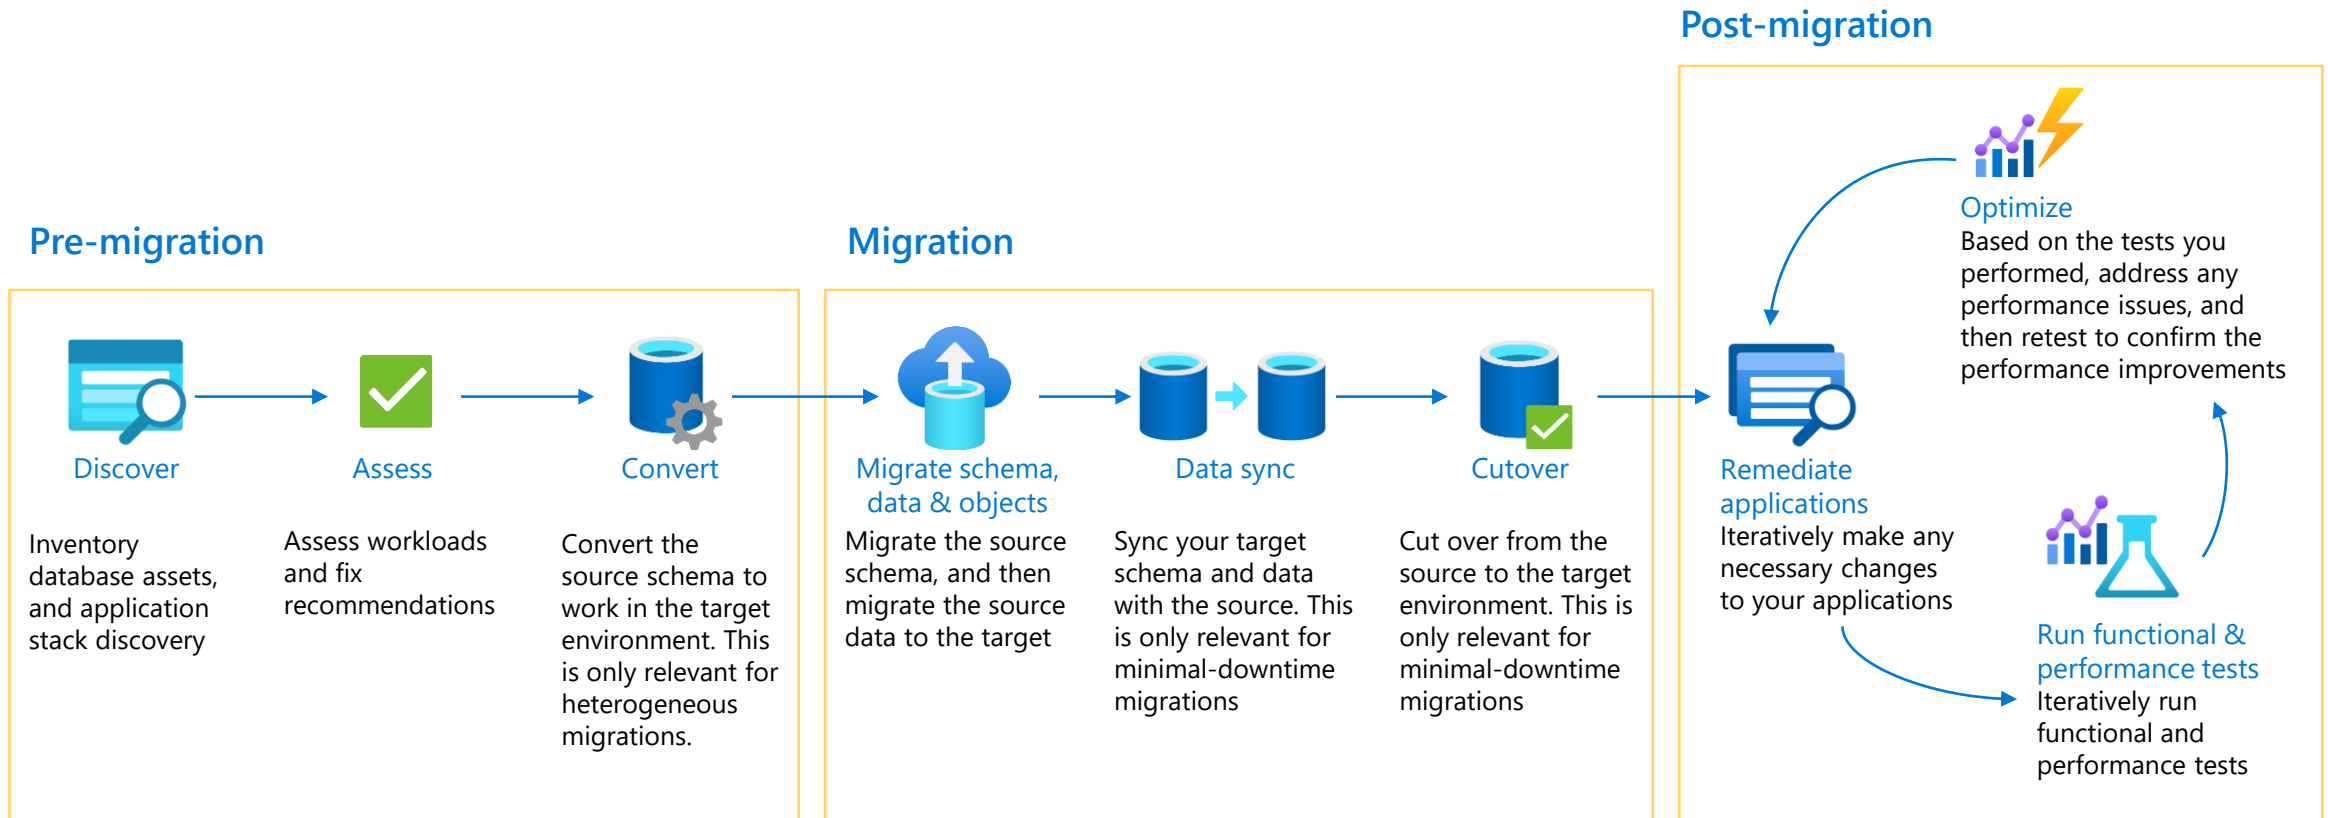 Pre-migration
Discover
Inventory
database assets,
and application
stack discovery
Assess
Assess workloads
and fix
recommendations
Convert
Convert the
source schema to
work in the target
environment. This
is only relevant for
heterogeneous
migrations.
Migration
Migrate schema,
data & objects
Migrate the source
schema, and then
migrate the source
data to the target
Data sync
Sync your target
schema and data
with the source. This
is only relevant for
minimal-downtime
migrations
Cutover
Cut over from the
source to the target
environment. This is
only relevant for
minimal-downtime
migrations
Post-migration
Remediate
applications
Iteratively make any
necessary changes
to your applications
Run functional &
performance tests
Iteratively run
functional and
performance tests
Optimize
Based on the tests you
performed, address any
performance issues, and
then retest to confirm the
performance improvements